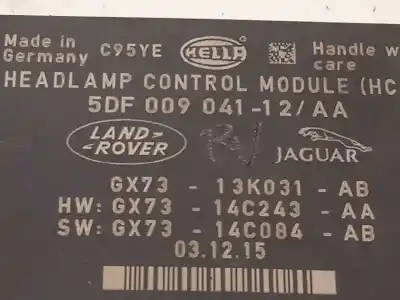 Made in
Germany
C95YE
HELLA
Handle w
care
HEADLAMP CONTROL MODULE (HC
5DF 009 041-12/AA
LAND-
-ROVER
JAGUAR
GX73 - 13K031 - AB
HW: GX73 - 14C243 - AA
SW: GX73 - 14C084 - AB
03.12.15